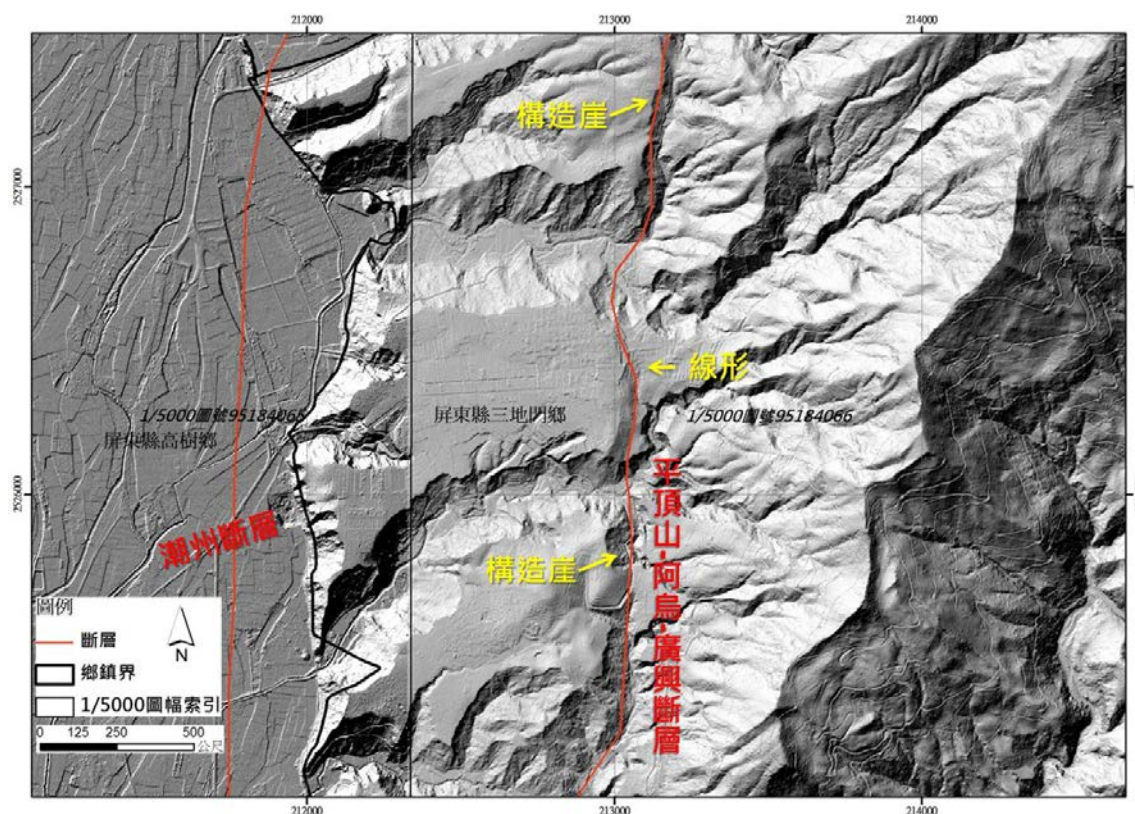 212000
213000
214000
2527000
2526000
構造崖
線形
1/5000圖號95184065
屏東縣高樹鄉
屏東縣三地門鄉
1/5000圖號95184066
潮州斷層
構造崖
平頂山-阿烏-廣興斷層
圖例
斷層
鄉鎮界
1/5000圖幅索引
N
0 125 250 500
公尺
212000
213000
214000